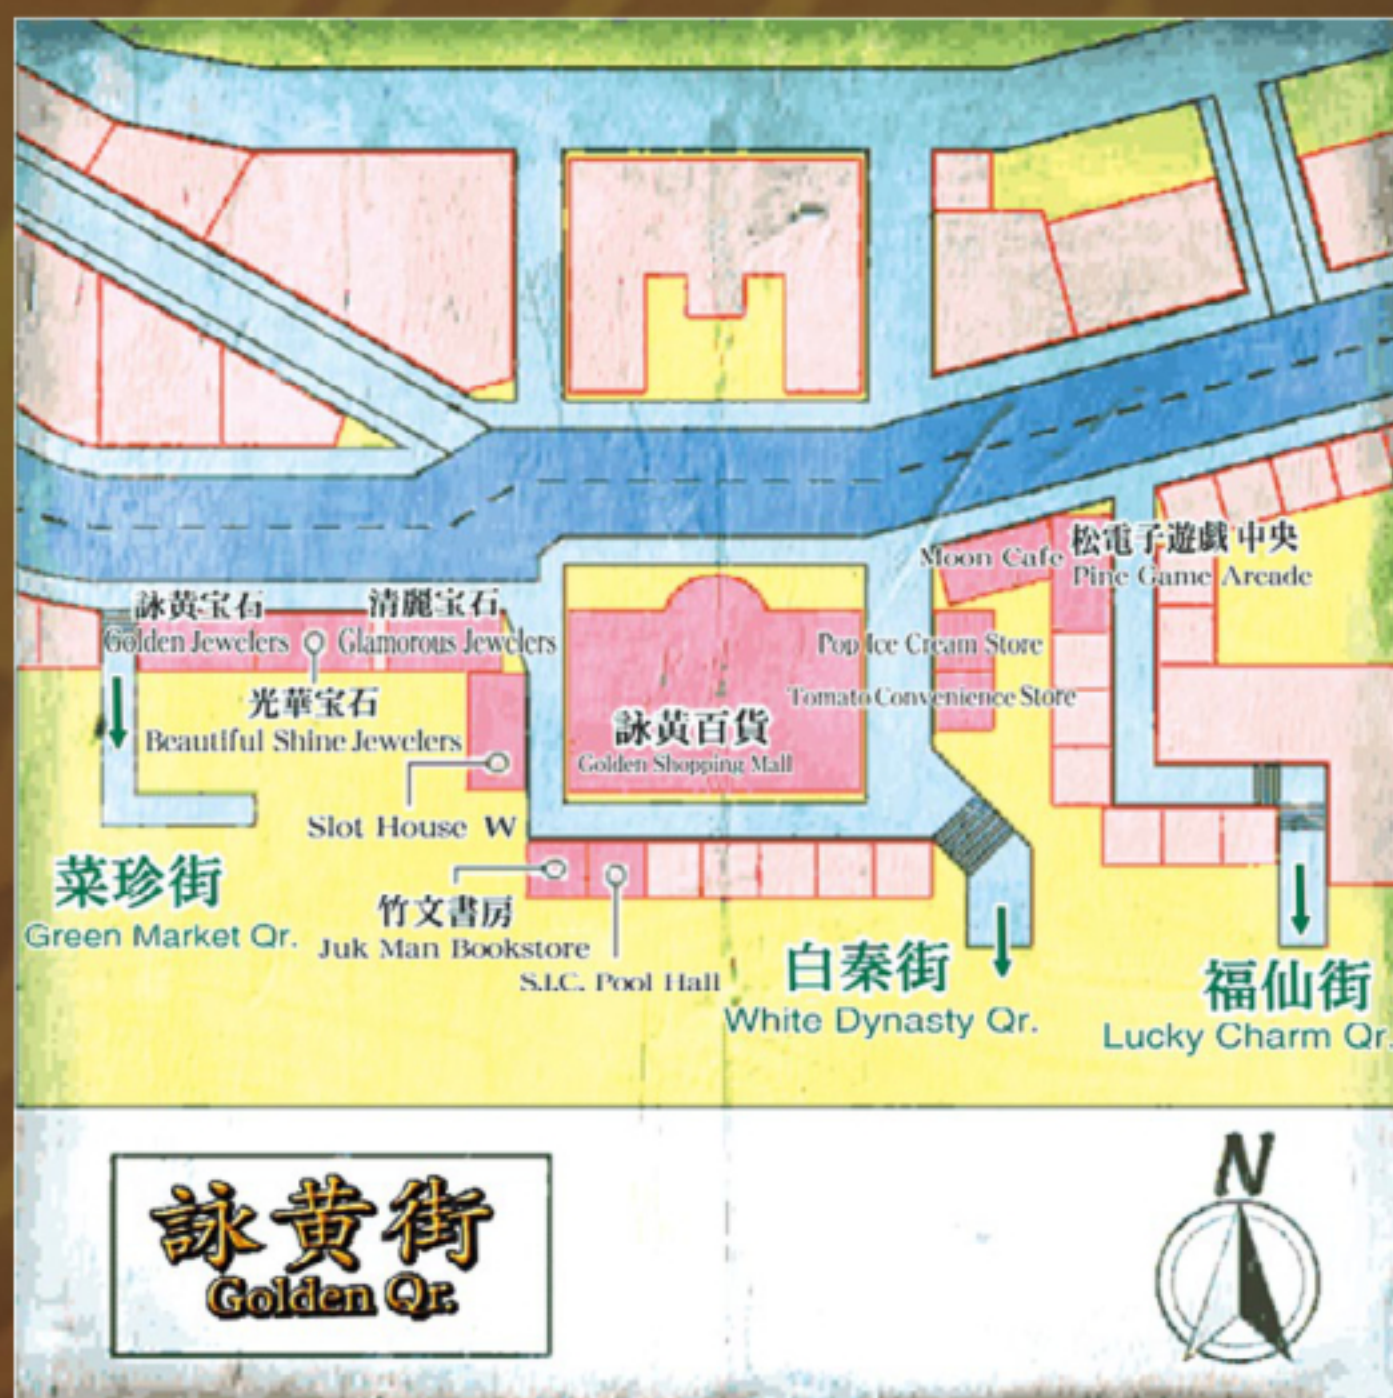 松電子遊戯中央
Moon Cafe
Pine Game Arcade
詠黄宝石
清麗宝石
Golden Jewelers
Glamorous Jewelers
Pop Ice Cream Store
光華宝石
Tomato Convenience Store
詠黄百貨
Beautiful Shine Jewelers
Golden Shopping Mall
Slot House W
菜珍街
竹文書房
Green Market Qr.
Juk Man Bookstore
白秦街
福仙街
S.I.C. Pool Hall
White Dynasty Qr.
Lucky Charm Qr.
N
詠黄街
Golden Qr.